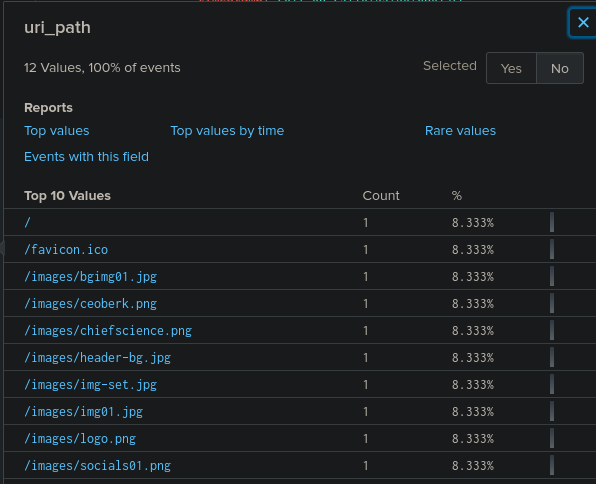 uri_path
12 Values, 100% of events
Selected Yes No
Reports
Top values Top values by time Rare values
Events with this field
Top 10 Values Count %
/ 1 8.333%
/favicon.ico 1 8.333%
/images/bgimg01.jpg 1 8.333%
/images/ceoberk.png 1 8.333%
/images/chiefscience.png 1 8.333%
/images/header-bg.jpg 1 8.333%
/images/img-set.jpg 1 8.333%
/images/img01.jpg 1 8.333%
/images/logo.png 1 8.333%
/images/socials01.png 1 8.333%